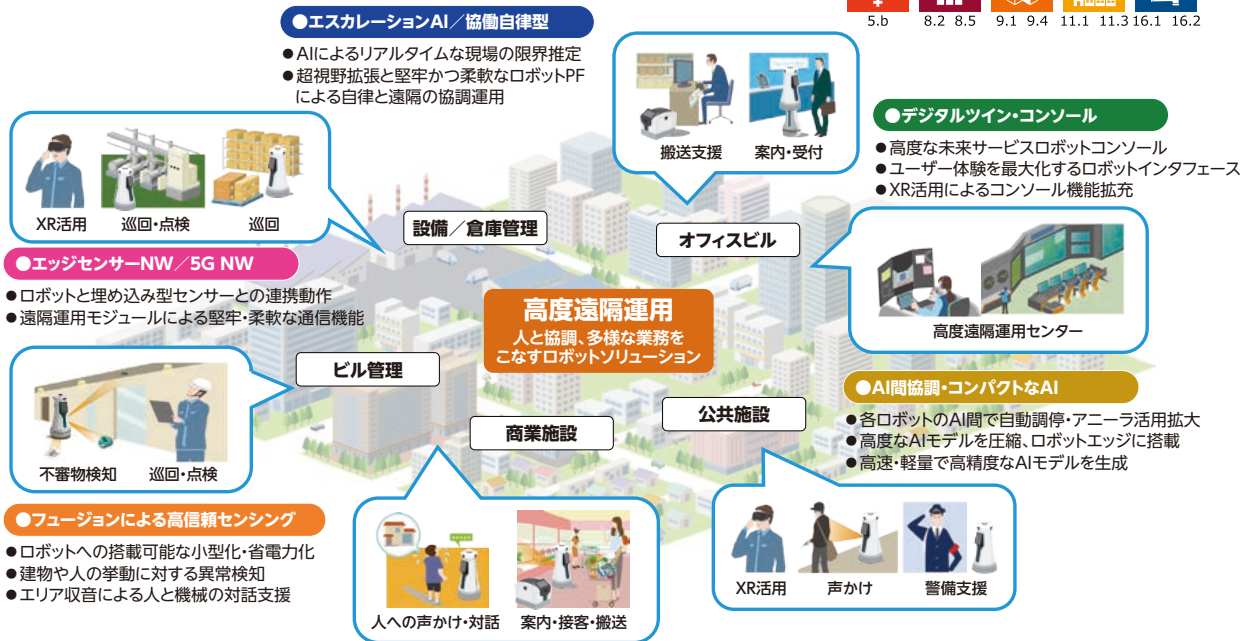 ●エスカレーションAI／協働自律型
●AIによるリアルタイムな現場の限界推定
●超視野拡張と堅牢かつ柔軟なロボットPF
による自律と遠隔の協調運用
5.b 8.2 8.5 9.1 9.4 11.1 11.3 16.1 16.2
搬送支援 案内・受付
●デジタルツイン・コンソール
●高度な未来サービスロボットコンソール
●ユーザー体験を最大化するロボットインタフェース
●XR活用によるコンソール機能拡充
XR活用 巡回・点検 巡回
設備／倉庫管理
オフィスビル
●エッジセンサーNW／5G NW
●ロボットと埋め込み型センサーとの連携動作
●遠隔運用モジュールによる堅牢・柔軟な通信機能
高度遠隔運用
人と協調、多様な業務を
こなすロボットソリューション
高度遠隔運用センター
ビル管理
●AI間協調・コンパクトなAI
●各ロボットのAI間で自動調停・アニーラ活用拡大
●高度なAIモデルを圧縮、ロボットエッジに搭載
●高速・軽量で高精度なAIモデルを生成
公共施設
商業施設
不審物検知 巡回・点検
●フュージョンによる高信頼センシング
●ロボットへの搭載可能な小型化・省電力化
●建物や人の挙動に対する異常検知
●エリア収音による人と機械の対話支援
人への声かけ・対話 案内・接客・搬送
XR活用 声かけ 警備支援